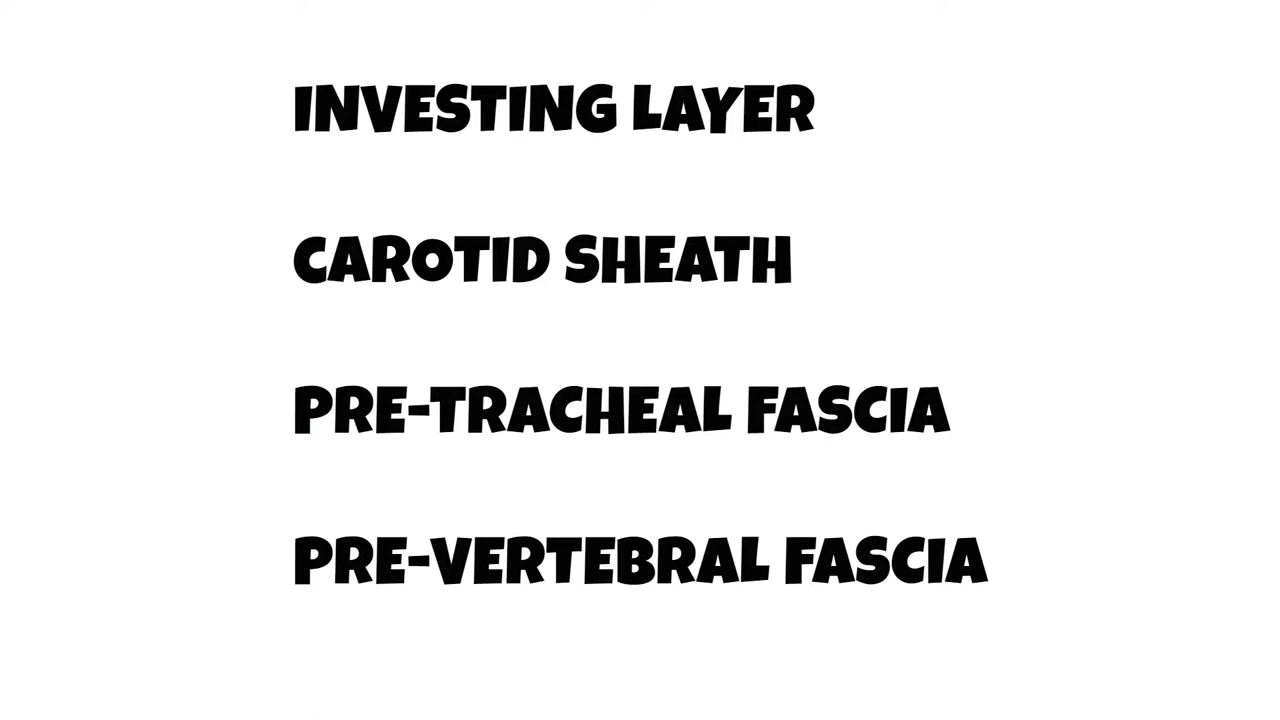 INVESTING LAYER
CAROTID SHEATH
PRE-TRACHEAL FASCIA
PRE-VERTEBRAL FASCIA